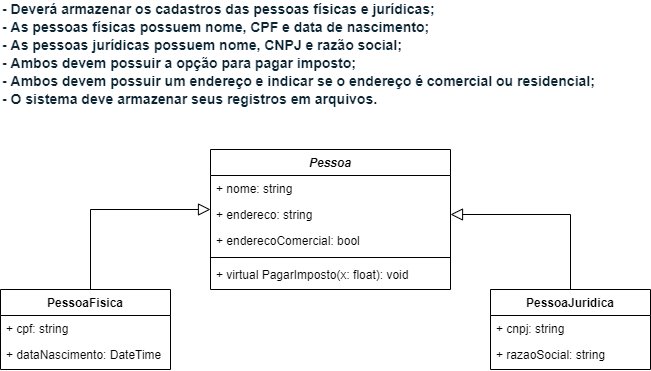 - Deverá armazenar os cadastros das pessoas físicas e jurídicas;
- As pessoas físicas possuem nome, CPF e data de nascimento;
- As pessoas jurídicas possuem nome, CNPJ e razão social;
- Ambos devem possuir a opção para pagar imposto;
- Ambos devem possuir um endereço e indicar se o endereço é comercial ou residencial;
- O sistema deve armazenar seus registros em arquivos.
Pessoa
+ nome: string
+ endereco: string
+ enderecoComercial: bool
+ virtual PagarImposto(x: float): void
PessoaFisica
+ cpf: string
+ dataNascimento: DateTime
PessoaJuridica
+ cnpj: string
+ razaoSocial: string